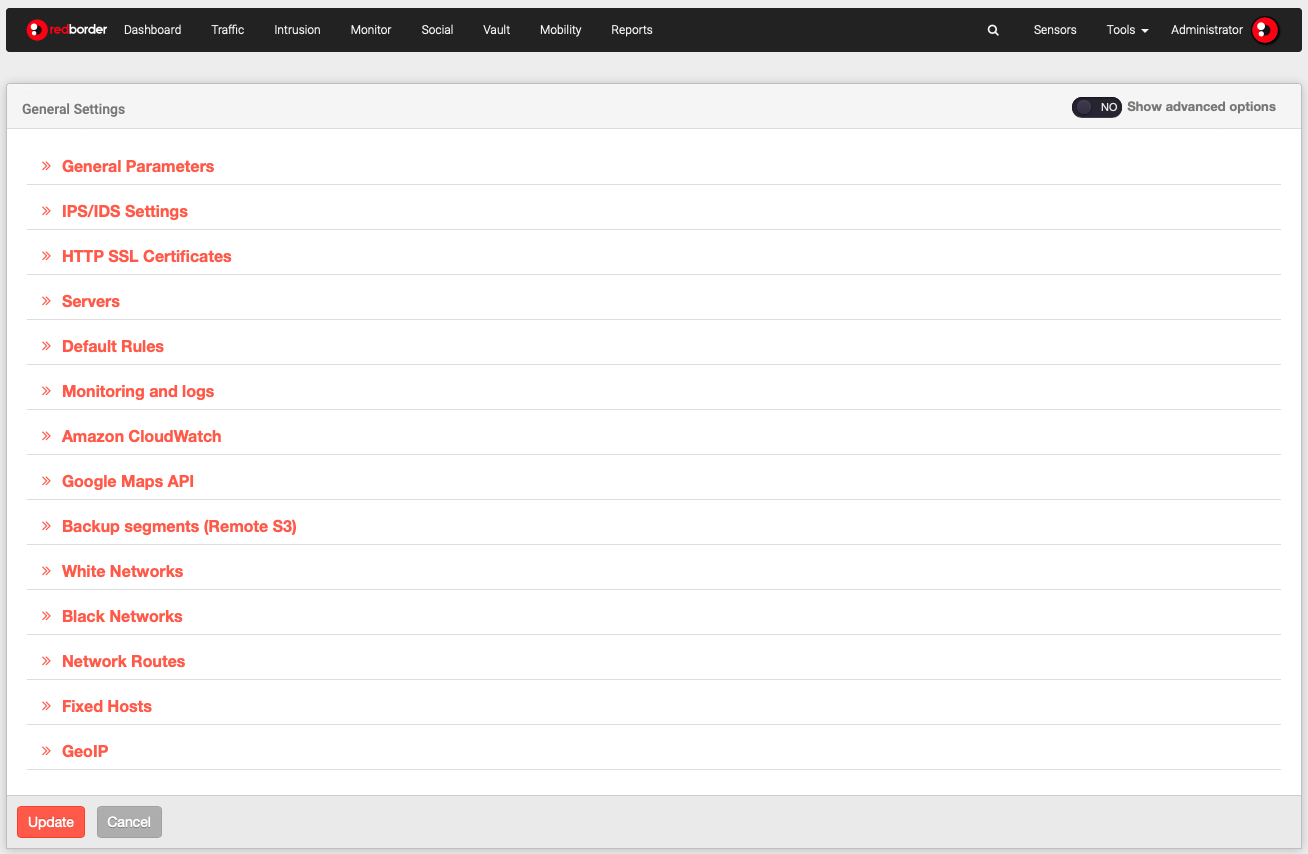 redborder Dashboard Traffic Intrusion Monitor Social Vault Mobility Reports Sensors Tools Administrator
General Settings NO Show advanced options
General Parameters
IPS/IDS Settings
HTTP SSL Certificates
Servers
Default Rules
Monitoring and logs
Amazon CloudWatch
Google Maps API
Backup segments (Remote S3)
White Networks
Black Networks
Network Routes
Fixed Hosts
GeoIP
Update Cancel